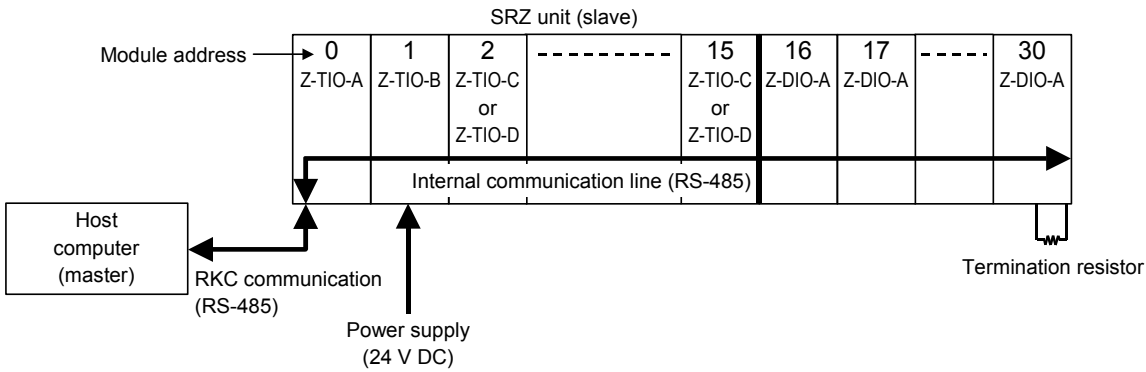 SRZ unit (slave)
Module address
0 1 2 15 16 17 30
Z-TIO-A Z-TIO-B Z-TIO-C Z-TIO-C Z-DIO-A Z-DIO-A Z-DIO-A
or or
Z-TIO-D Z-TIO-D
Internal communication line (RS-485)
Host
computer
(master)
RKC communication
(RS-485)
Termination resistor
Power supply
(24 V DC)